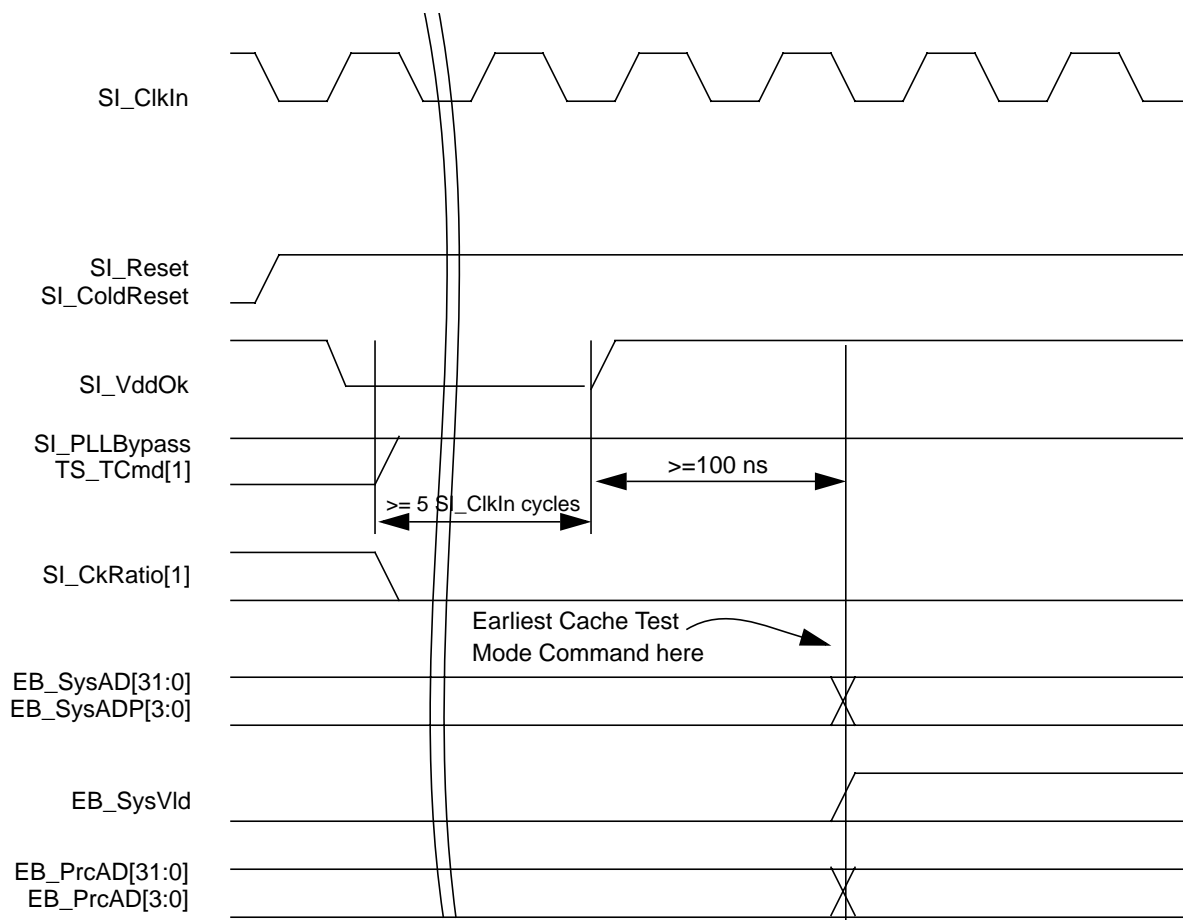 SI_ClkIn
SI_Reset
SI_ColdReset
SI_VddOk
SI_PLLBypass
TS_TCmd[1]
>=100 ns
>= 5 SI_ClkIn cycles
SI_CkRatio[1]
Earliest Cache Test
Mode Command here
EB_SysAD[31:0]
EB_SysADP[3:0]
EB_SysVld
EB_PrcAD[31:0]
EB_PrcAD[3:0]